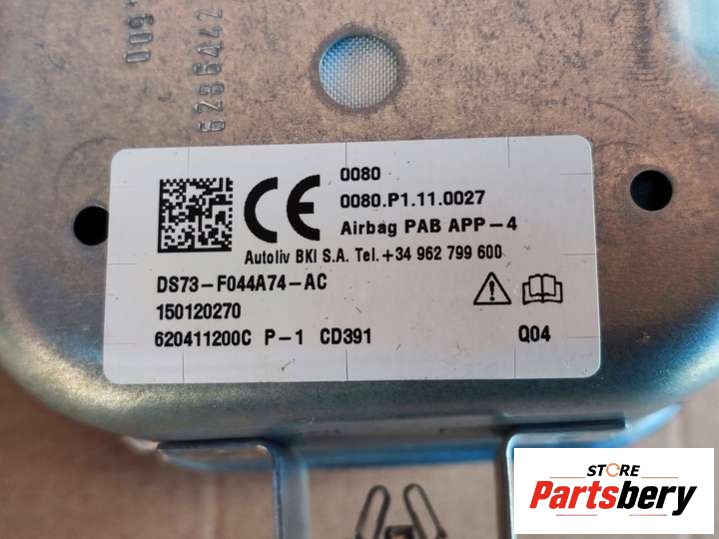 6286442
0080
0080.P1.11.0027
Airbag PAB APP-4
Autoliv BKI S.A. Tel. +34 962 799 600
DS73-F044A74-AC
150120270
620411200C P-1 CD391
Q04
STORE
Partsbery